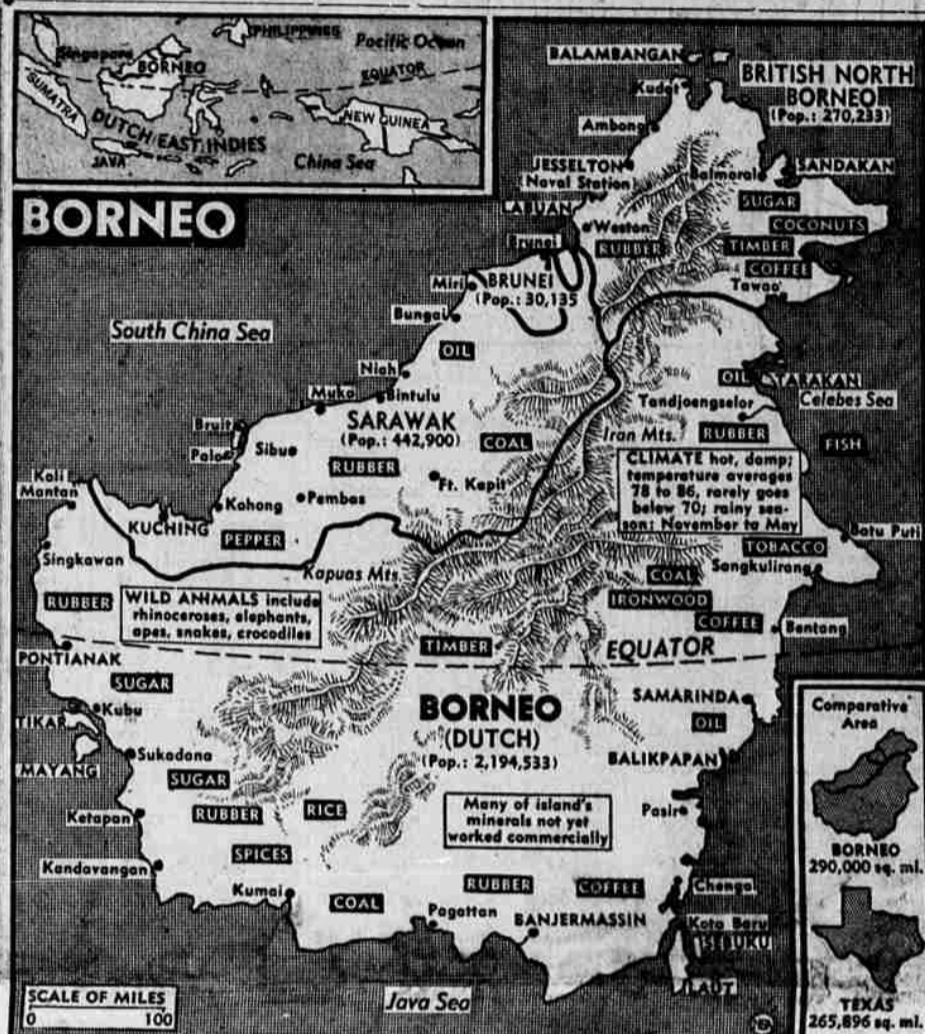 PHILIPPINES
Pacific Ocean
Singapore
BORNEO
EQUATOR
SUMATRA
DUTCH EAST INDIES
NEW GUINEA
JAVA
China Sea
BORNEO
BALAMBANGAN
Kudat
BRITISH NORTH
BORNEO
(Pop.: 270,233)
Ambong
JESSELTON
(Naval Station)
Balmoral
SANDAKAN
LABUAN
SUGAR
Weston
COCONUTS
Brunei
RUBBER
TIMBER
COFFEE
Tawao
Miri
BRUNEI
(Pop.: 30,135
Bungai
South China Sea
OIL
Niah
OIL
TARAKAN
Muko
Bintulu
Tandjoengselor
Celebes Sea
Bruit
SARAWAK
(Pop.: 442,900)
COAL
Iran Mts.
RUBBER
Palo
Sibu
FISH
RUBBER
CLIMATE hot, damp;
temperature averages
78 to 86, rarely goes
below 70; rainy sea-
son: November to May
Kali
Mantan
Ft. Kapit
Kahong
Pembas
KUCHING
PEPPER
Batu Puti
Singkawan
TOBACCO
Sangkulirang
Kapuas Mts.
COAL
RUBBER
WILD ANIMALS include
rhinoceroses, elephants,
apes, snakes, crocodiles
IRONWOOD
COFFEE
Bentang
TIMBER
EQUATOR
PONTIANAK
SUGAR
SAMARINDA
TIKAR
Kubu
BORNEO
(DUTCH)
(Pop.: 2,194,533)
OIL
Comparative
Area
MAYANG
Sukadana
BALIKPAPAN
SUGAR
Ketapan
RUBBER
RICE
Many of island's
minerals not yet
worked commercially
Pasir
BORNEO
290,000 sq. mi.
SPICES
Kandavangan
Kumai
COAL
RUBBER
COFFEE
Chengal
Pagattan
BANJERMASSIN
Kota Baru
SEBUKU
LAUT
SCALE OF MILES
0 100
Java Sea
TEXAS
265,896 sq. mi.